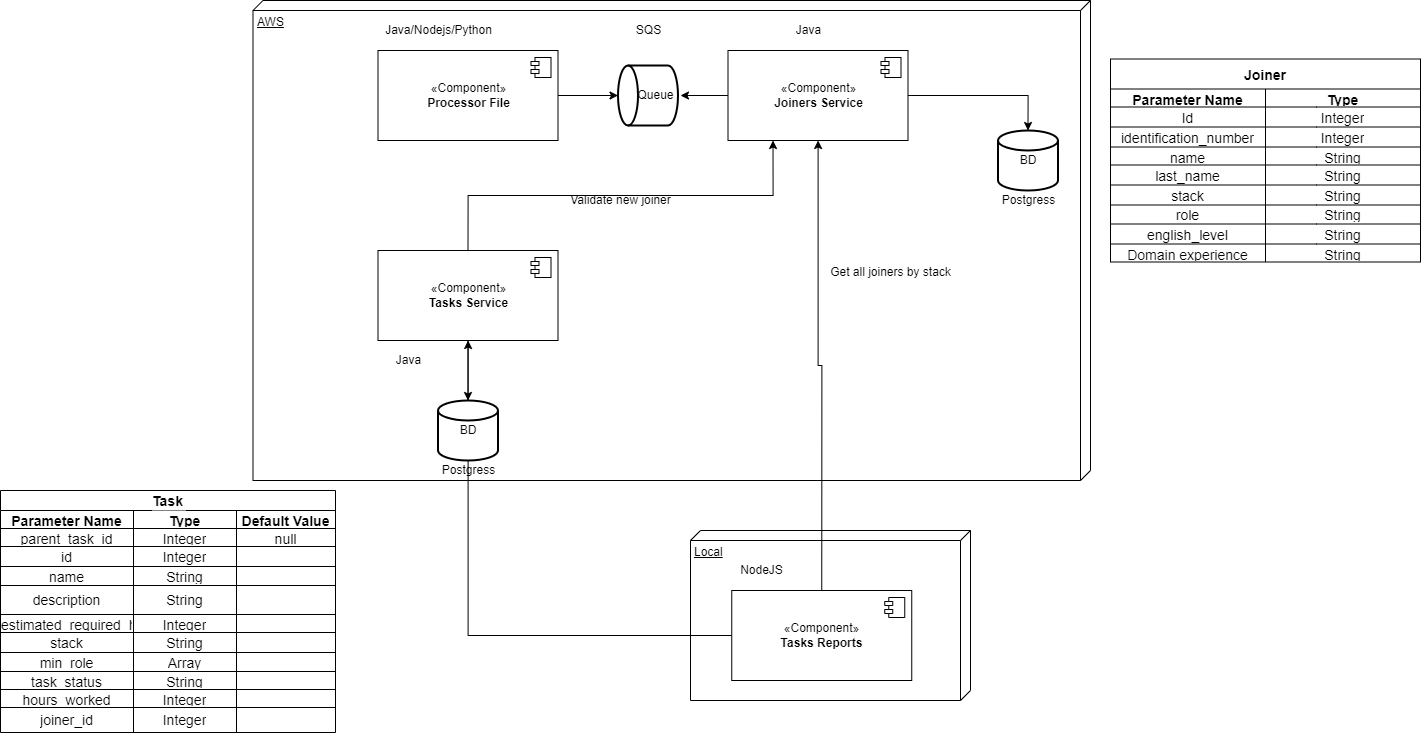 AWS
Java/Nodejs/Python
SQS
Java
«Component»
Processor File
Queue
«Component»
Joiners Service
BD
Postgress
Validate new joiner
«Component»
Tasks Service
Get all joiners by stack
Java
BD
Postgress
Local
NodeJS
«Component»
Tasks Reports
Joiner
Parameter Name Type
Id Integer
identification_number Integer
name String
last_name String
stack String
role String
english_level String
Domain experience String
Task
Parameter Name Type Default Value
parent_task_id Integer null
id Integer
name String
description String
estimated_required_ Integer
stack String
min_role Array
task_status String
hours_worked Integer
joiner_id Integer